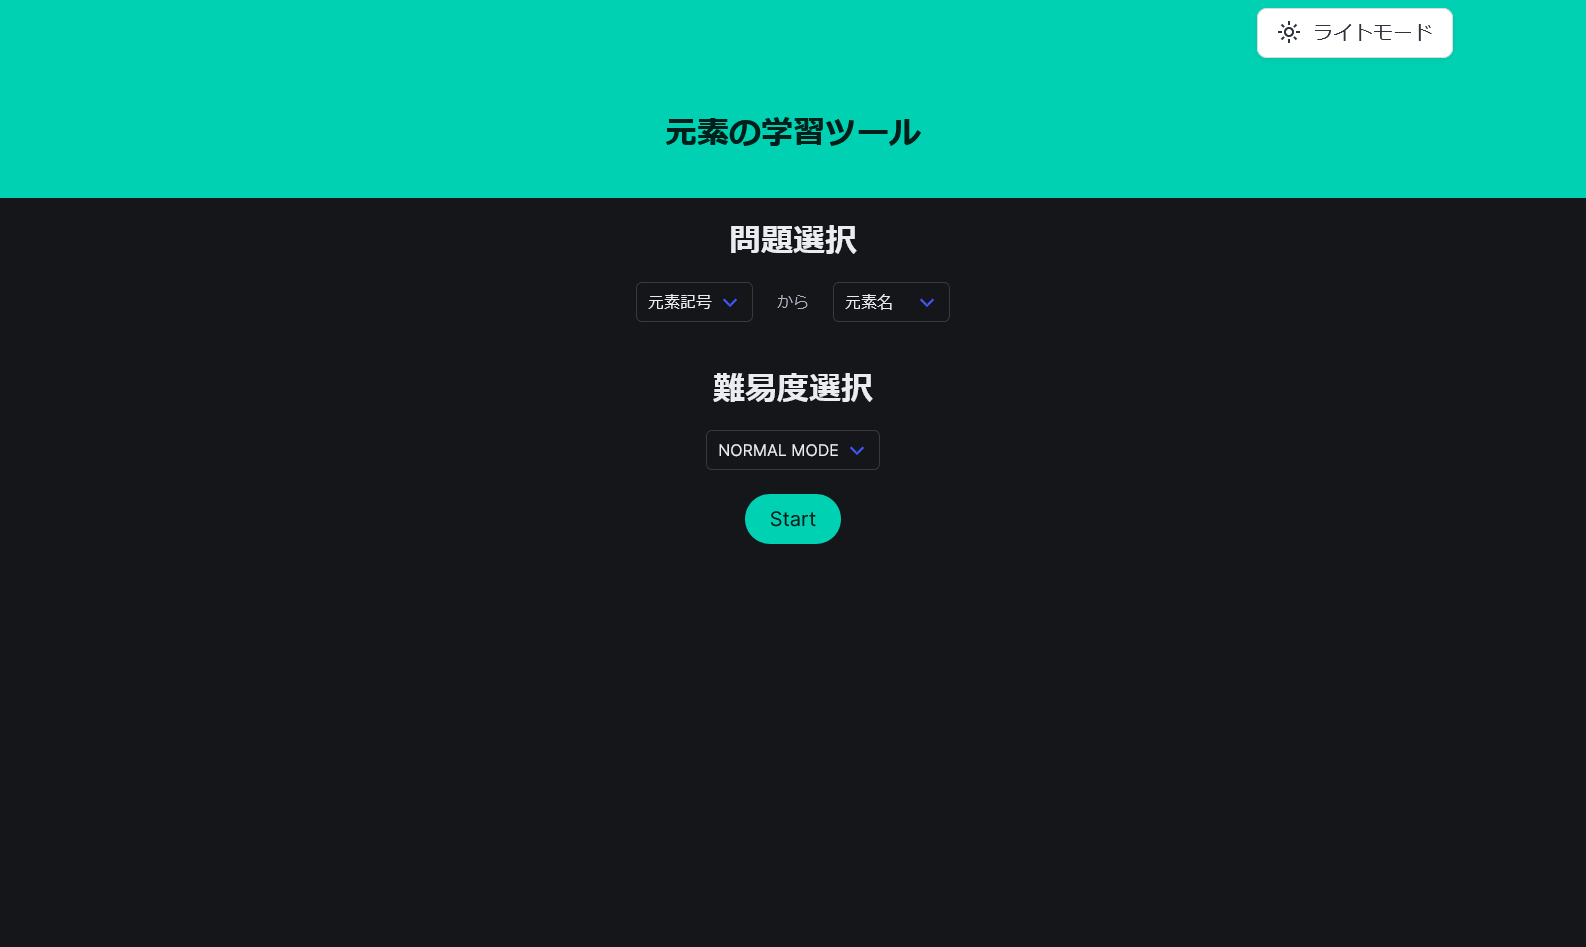 ライトモード
元素の学習ツール
問題選択
元素記号 から 元素名
難易度選択
NORMAL MODE
Start